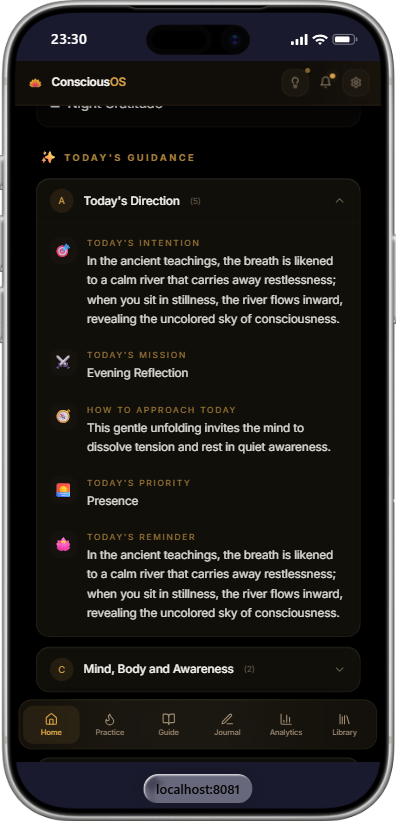 23:30
ConsciousOS
Night Gratitude
TODAY'S GUIDANCE
A Today's Direction (5)
TODAY'S INTENTION
In the ancient teachings, the breath is likened
to a calm river that carries away restlessness;
when you sit in stillness, the river flows inward,
revealing the uncolored sky of consciousness.
TODAY'S MISSION
Evening Reflection
HOW TO APPROACH TODAY
This gentle unfolding invites the mind to
dissolve tension and rest in quiet awareness.
TODAY'S PRIORITY
Presence
TODAY'S REMINDER
In the ancient teachings, the breath is likened
to a calm river that carries away restlessness;
when you sit in stillness, the river flows inward,
revealing the uncolored sky of consciousness.
C Mind, Body and Awareness (2)
Home Practice Guide Journal Analytics Library
localhost:8081